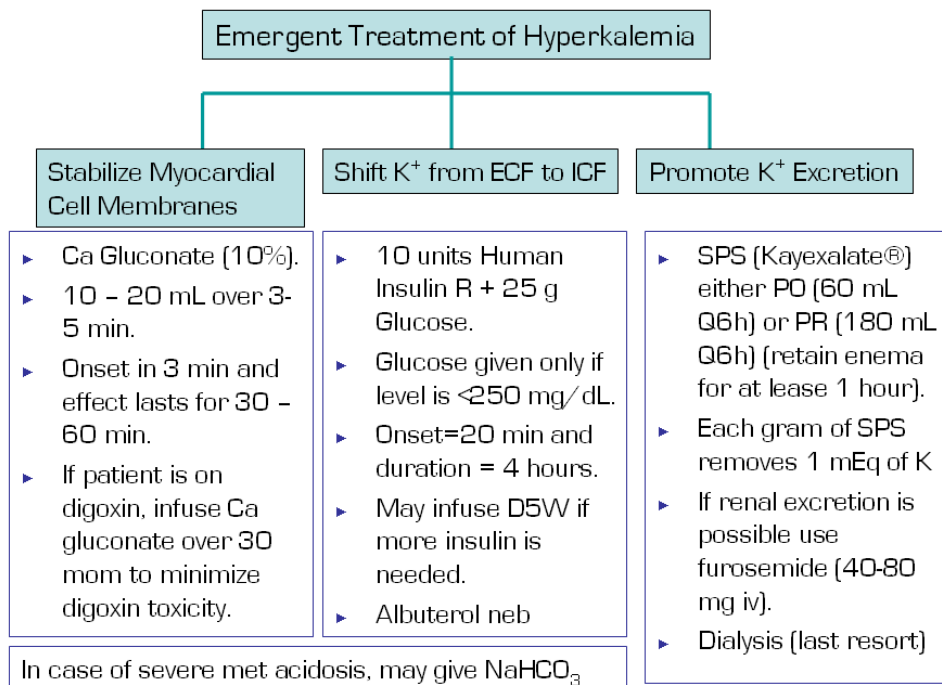 Emergent Treatment of Hyperkalemia
Stabilize Myocardial
Cell Membranes
► Ca Gluconate (10%).
► 10 – 20 mL over 3-
5 min.
► Onset in 3 min and
effect lasts for 30 –
60 min.
► If patient is on
digoxin, infuse Ca
gluconate over 30
mom to minimize
digoxin toxicity.
Shift K⁺ from ECF to ICF
► 10 units Human
Insulin R + 25 g
Glucose.
► Glucose given only if
level is <250 mg/dL.
► Onset=20 min and
duration = 4 hours.
► May infuse D5W if
more insulin is
needed.
► Albuterol neb
Promote K⁺ Excretion
► SPS (Kayexalate®)
either PO (60 mL
Q6h) or PR (180 mL
Q6h) (retain enema
for at lease 1 hour).
► Each gram of SPS
removes 1 mEq of K
► If renal excretion is
possible use
furosemide (40-80
mg iv).
► Dialysis (last resort)
In case of severe met acidosis, may give NaHCO₃